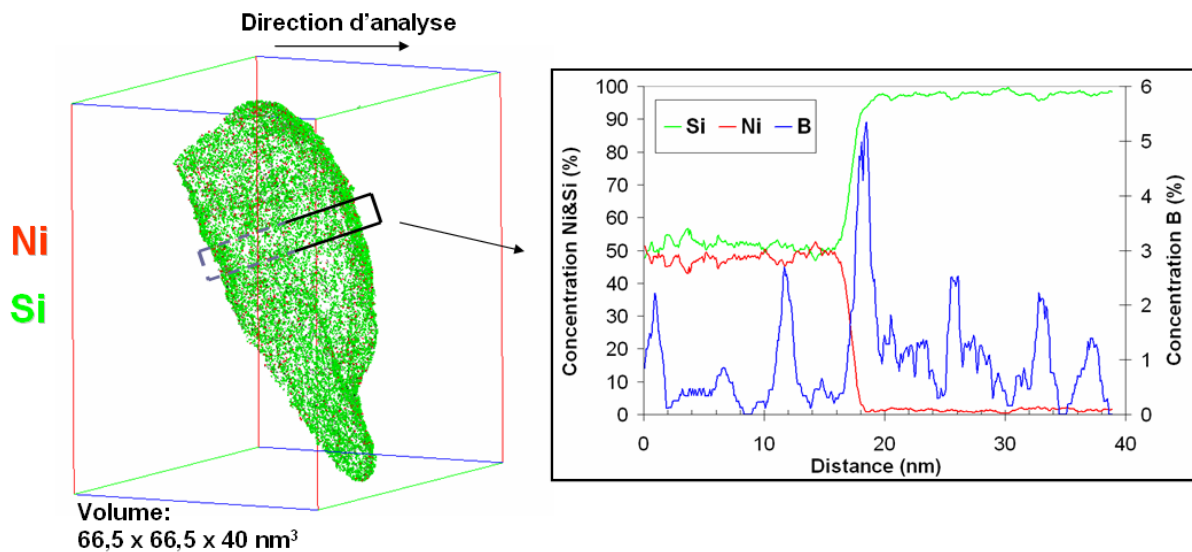 Direction d'analyse
Ni
Si
Volume:
66,5 x 66,5 x 40 nm³
Concentration Ni&Si (%)
100
90
80
70
60
50
40
30
20
10
0
Si Ni B
6
5
4
3
2
1
0
Concentration B (%)
0 10 20 30 40
Distance (nm)